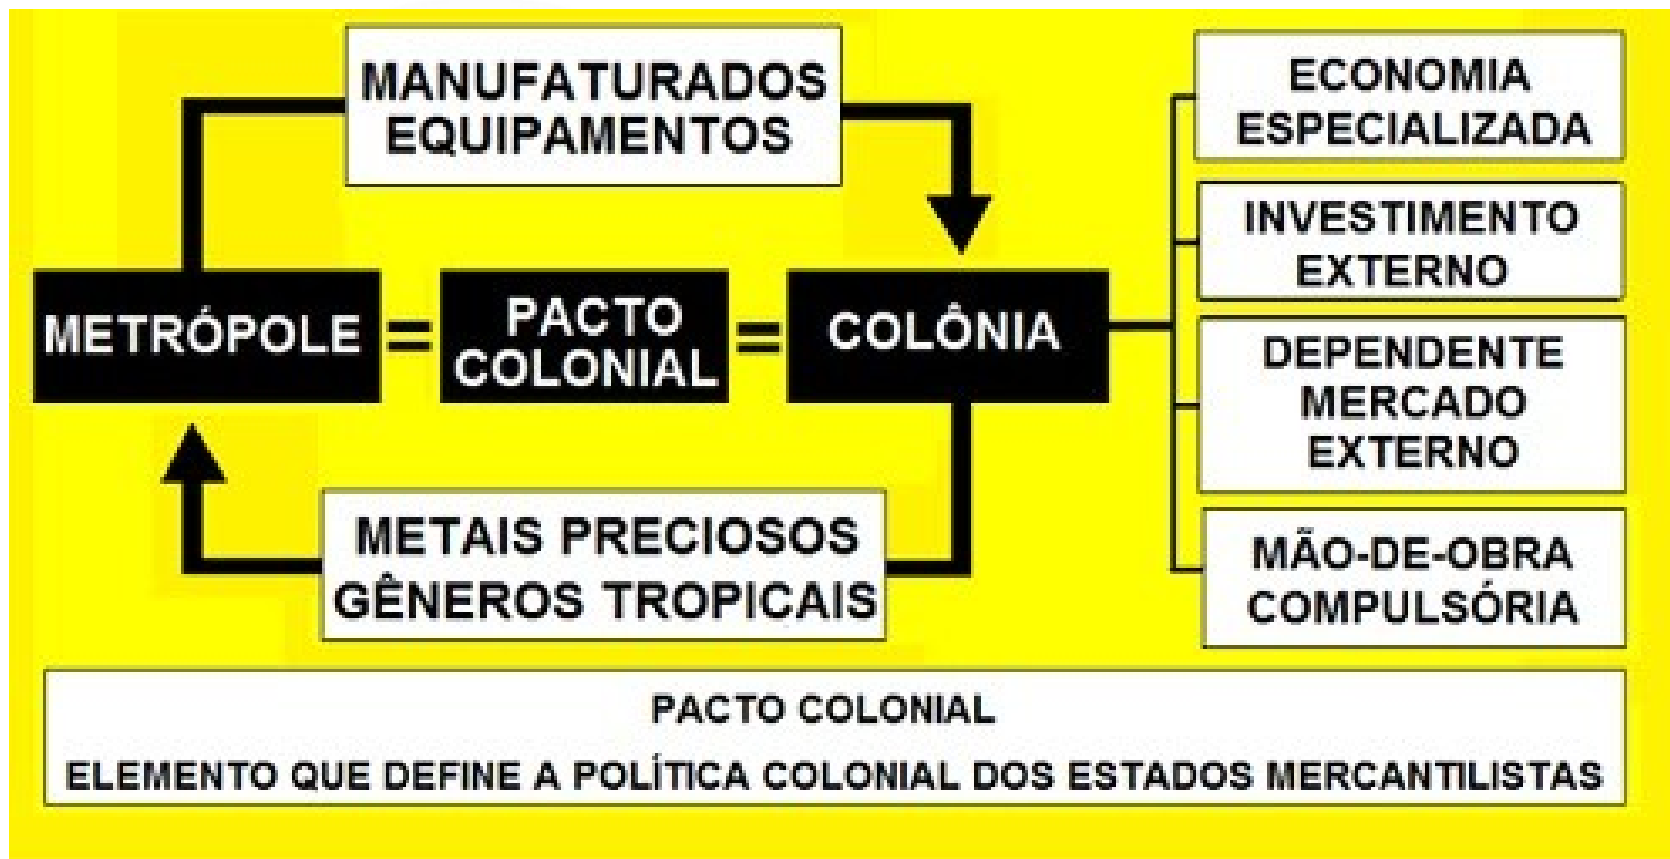 MANUFATURADOS
EQUIPAMENTOS
METRÓPOLE
=
PACTO
COLONIAL
=
COLÔNIA
METAIS PRECIOSOS
GÊNEROS TROPICAIS
ECONOMIA
ESPECIALIZADA
INVESTIMENTO
EXTERNO
DEPENDENTE
MERCADO
EXTERNO
MÃO-DE-OBRA
COMPULSÓRIA
PACTO COLONIAL
ELEMENTO QUE DEFINE A POLÍTICA COLONIAL DOS ESTADOS MERCANTILISTAS